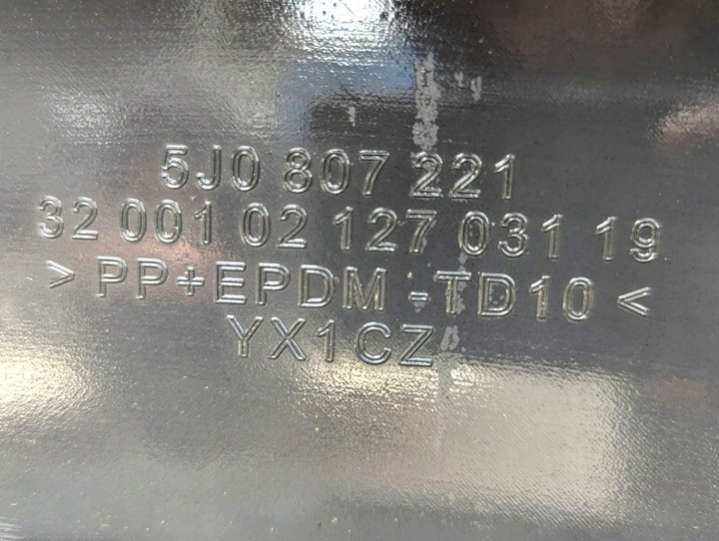 5J0 807 221
32 001 02 127 031 19
> PP+EPDM -TD10 <
YX1CZ